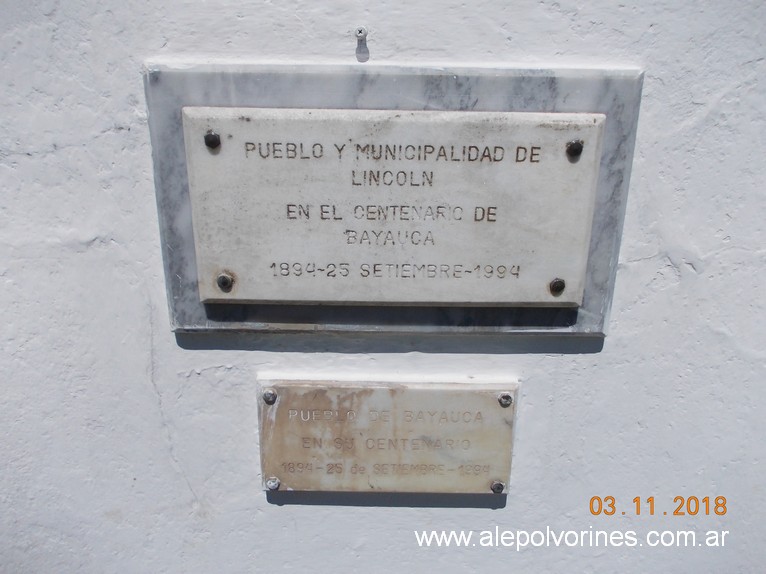 PUEBLO Y MUNICIPALIDAD DE
LINCOLN
EN EL CENTENARIO DE
BAYAUCA
1894-25 SETIEMBRE-1994
PUEBLO DE BAYAUCA
EN SU CENTENARIO
1894-25 de SETIEMBRE-1994
03.11.2018
www.alepolvorines.com.ar